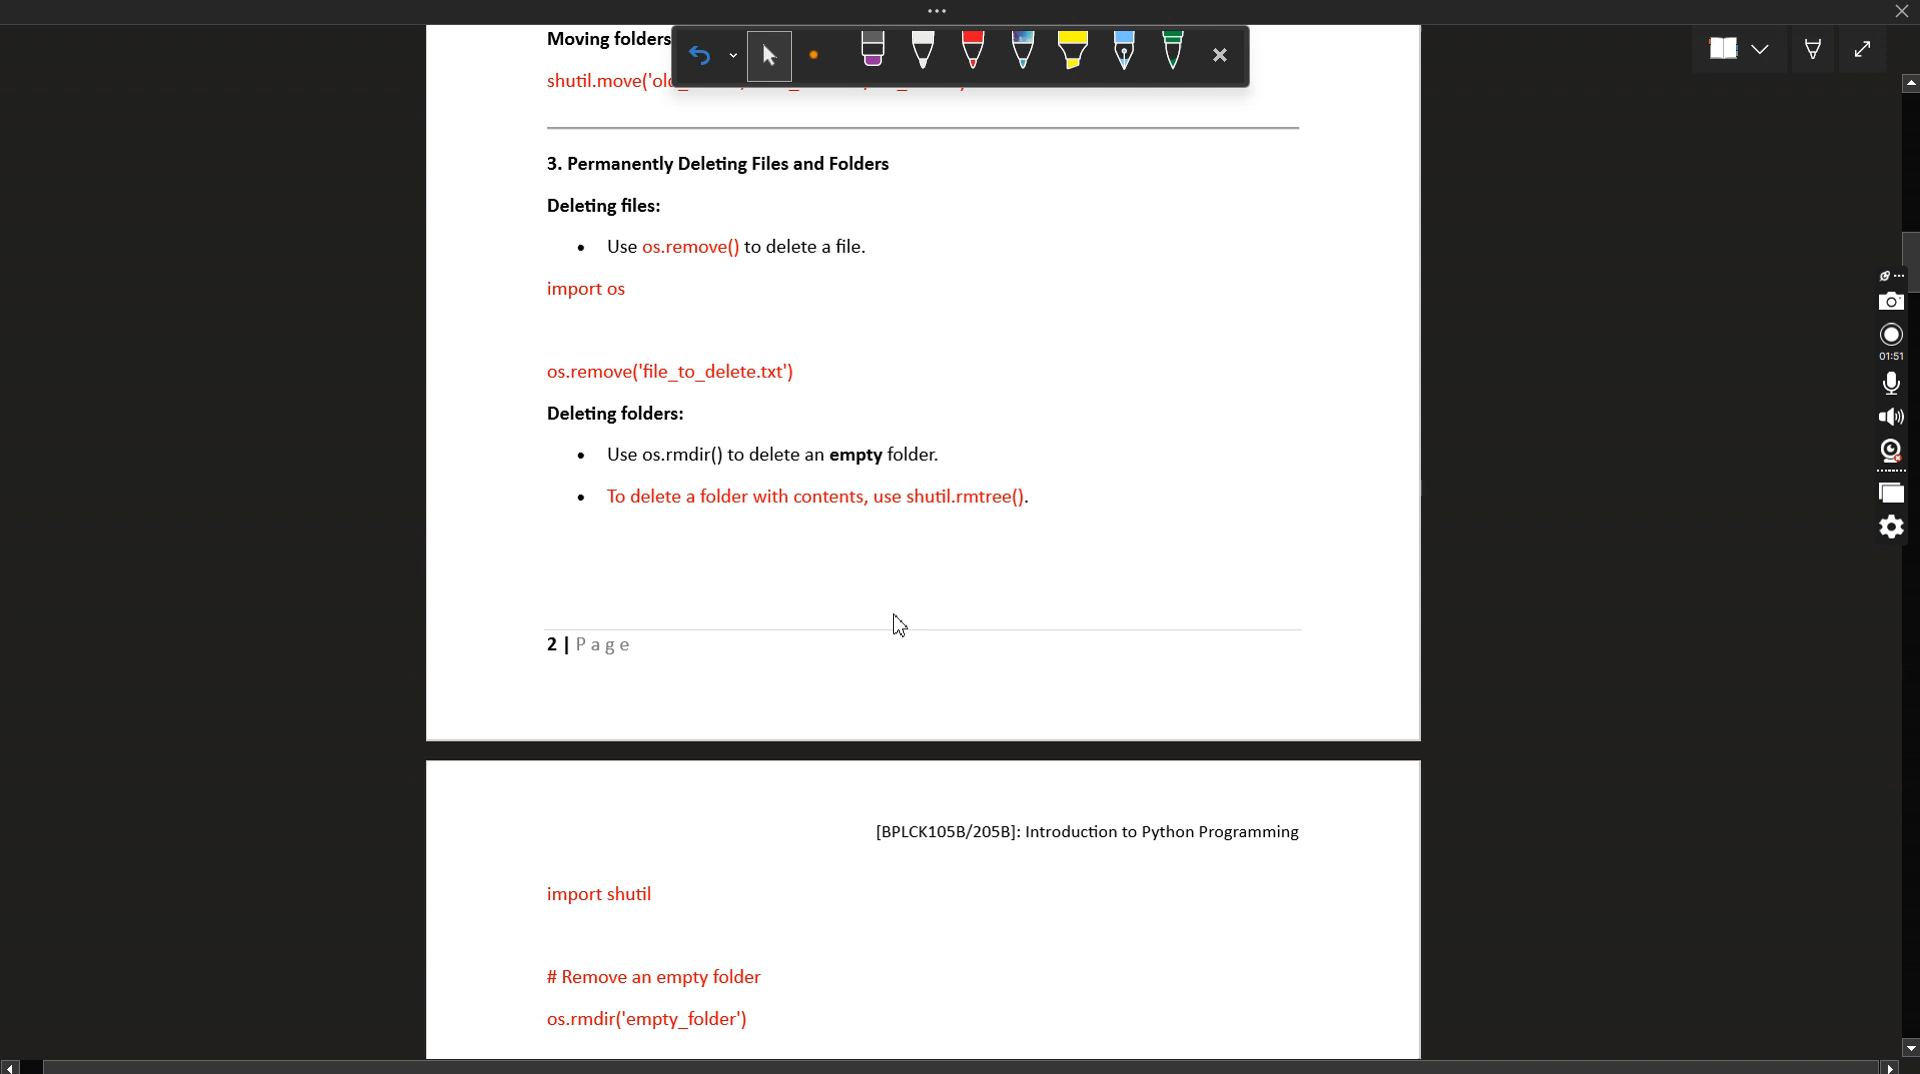 Moving folders
shutil.move('old_
3. Permanently Deleting Files and Folders
Deleting files:
• Use os.remove() to delete a file.
import os
os.remove('file_to_delete.txt')
Deleting folders:
• Use os.rmdir() to delete an empty folder.
• To delete a folder with contents, use shutil.rmtree().
2 | Page
[BPLCK105B/205B]: Introduction to Python Programming
import shutil
# Remove an empty folder
os.rmdir('empty_folder')
01:51